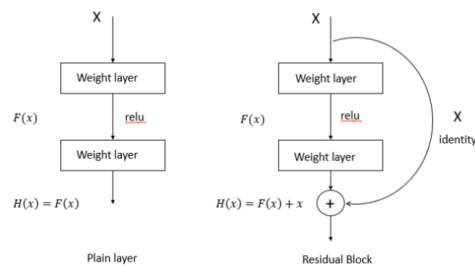 X
Weight layer
F(x)
relu
Weight layer
H(x) = F(x)
Plain layer
X
Weight layer
F(x)
relu
X
identity
Weight layer
H(x) = F(x) + x
+
Residual Block